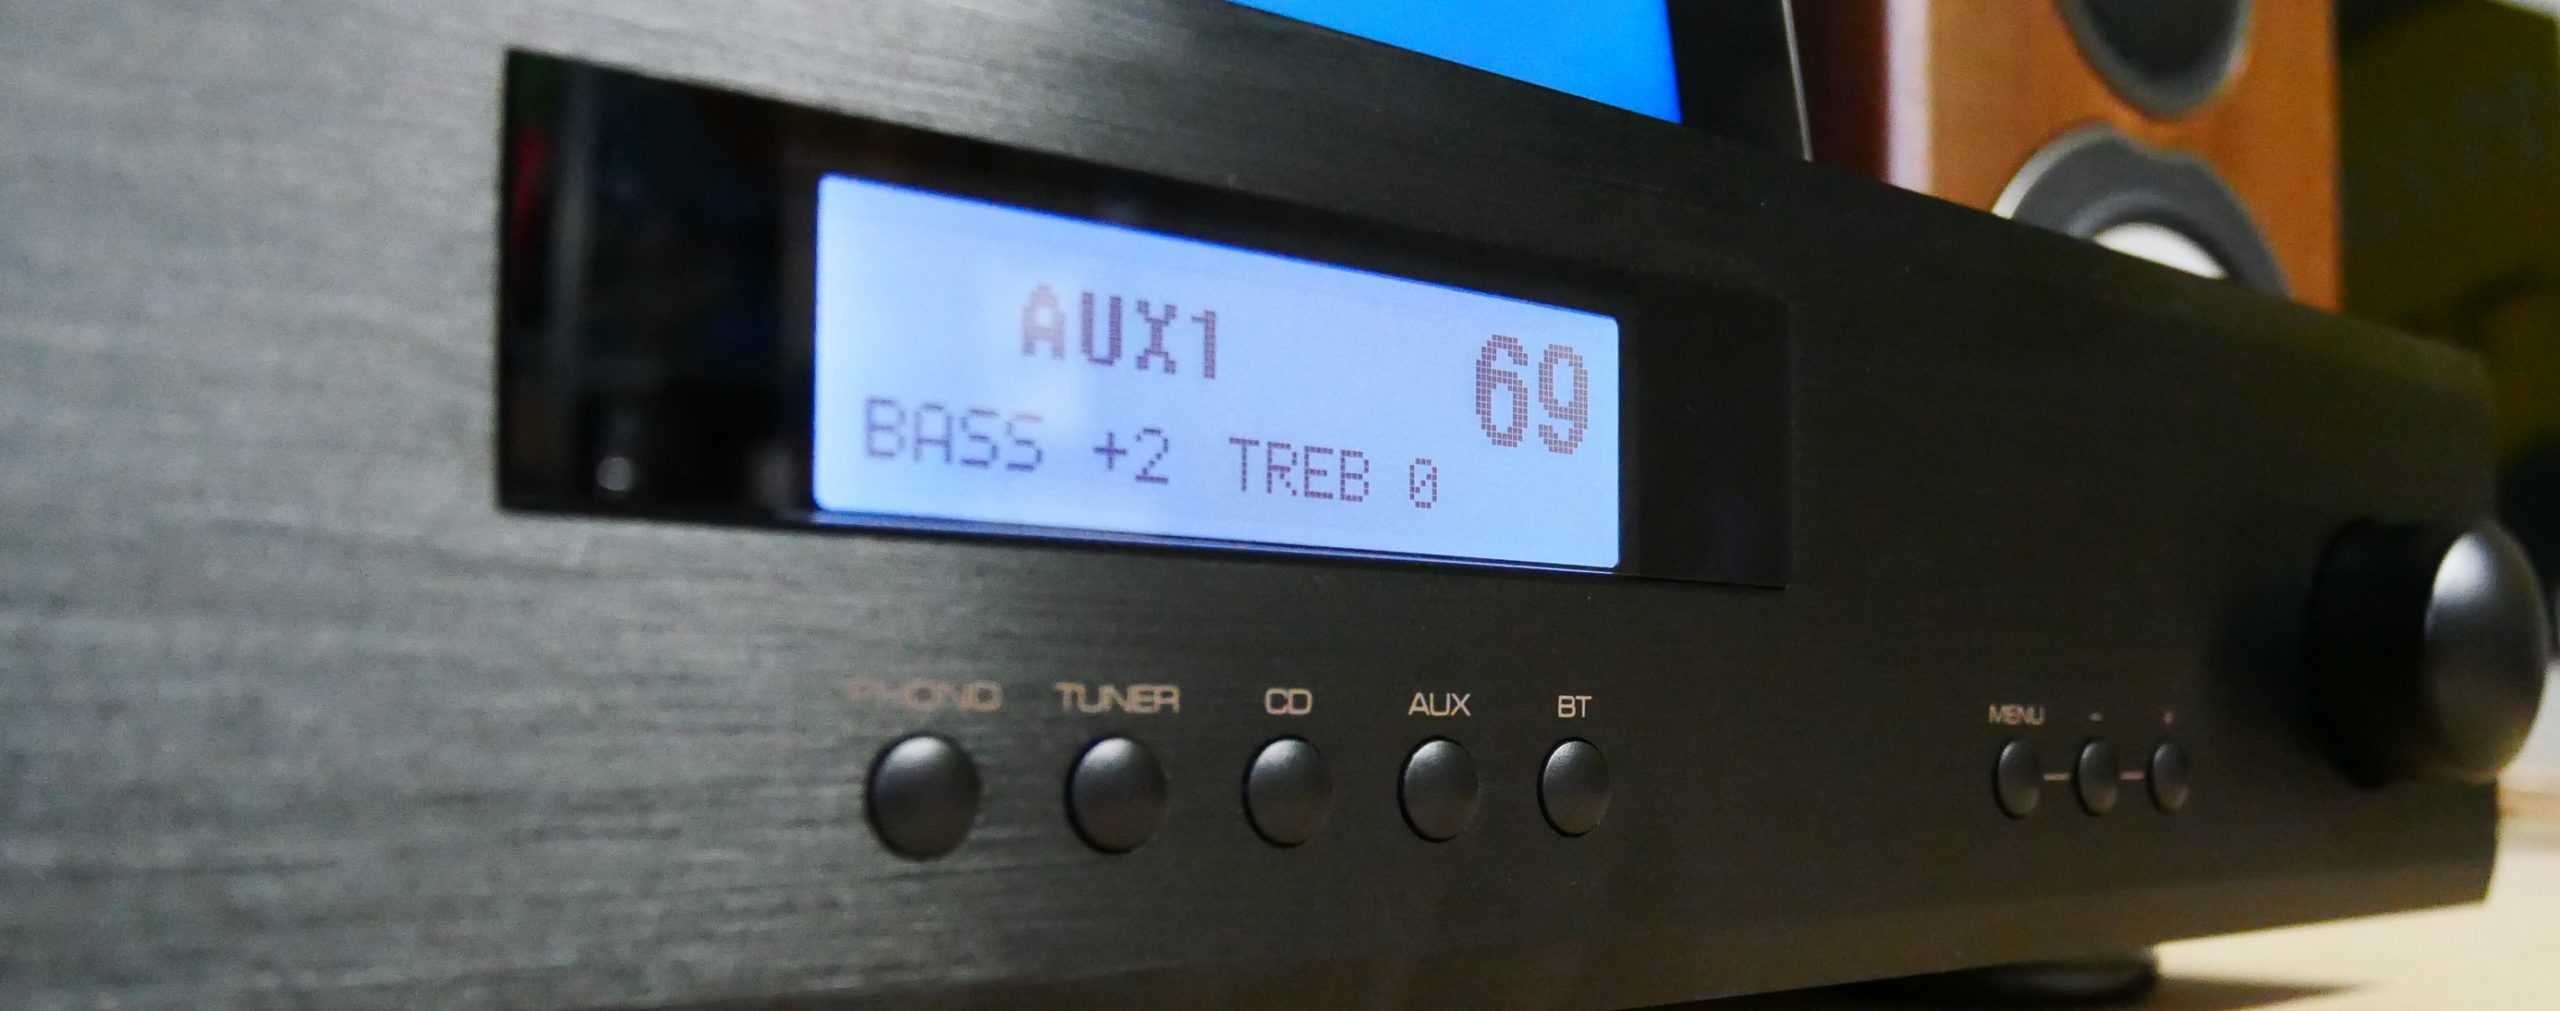 AUX1 69
BASS +2 TREB 0
PHONO TUNER CD AUX BT
MENU - +